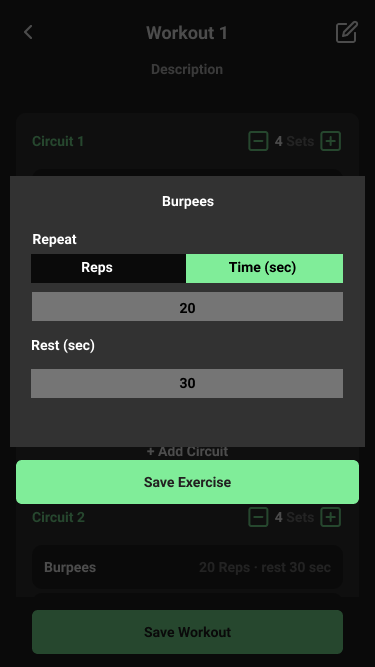 Workout 1
Description
Circuit 1
4 Sets
Burpees
Repeat
Reps
Time (sec)
20
Rest (sec)
30
+ Add Circuit
Save Exercise
Circuit 2
4 Sets
Burpees
20 Reps · rest 30 sec
Save Workout